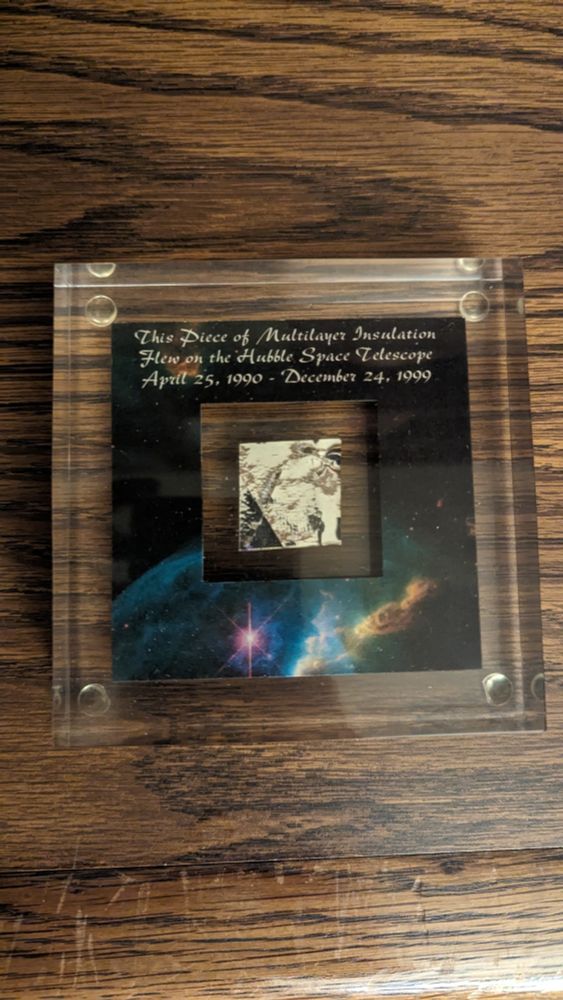 This Piece of Multilayer Insulation
Flew on the Hubble Space Telescope
April 25, 1990 - December 24, 1999